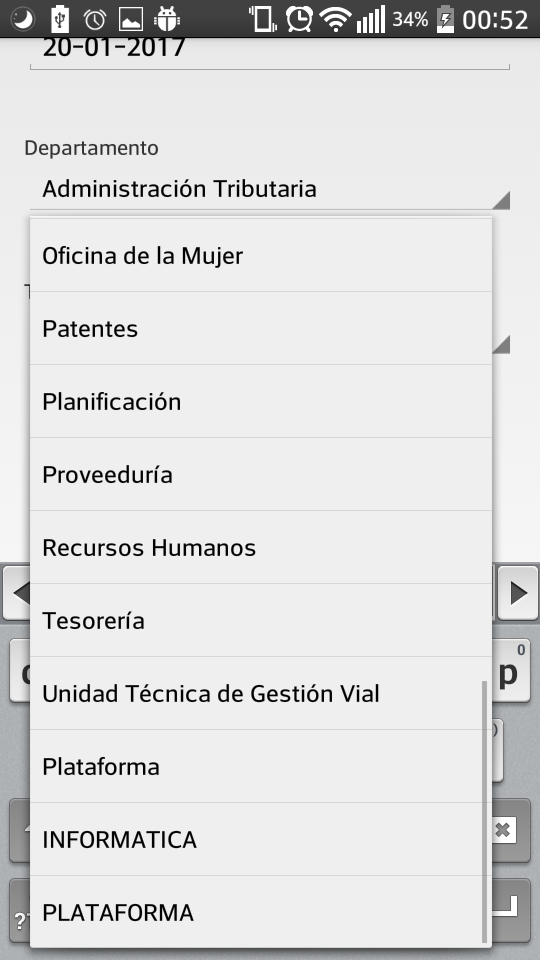 34%
00:52
20-01-2017
Departamento
Administración Tributaria
Oficina de la Mujer
Patentes
Planificación
Proveeduría
Recursos Humanos
Tesorería
Unidad Técnica de Gestión Vial
Plataforma
INFORMATICA
PLATAFORMA
0
p
)